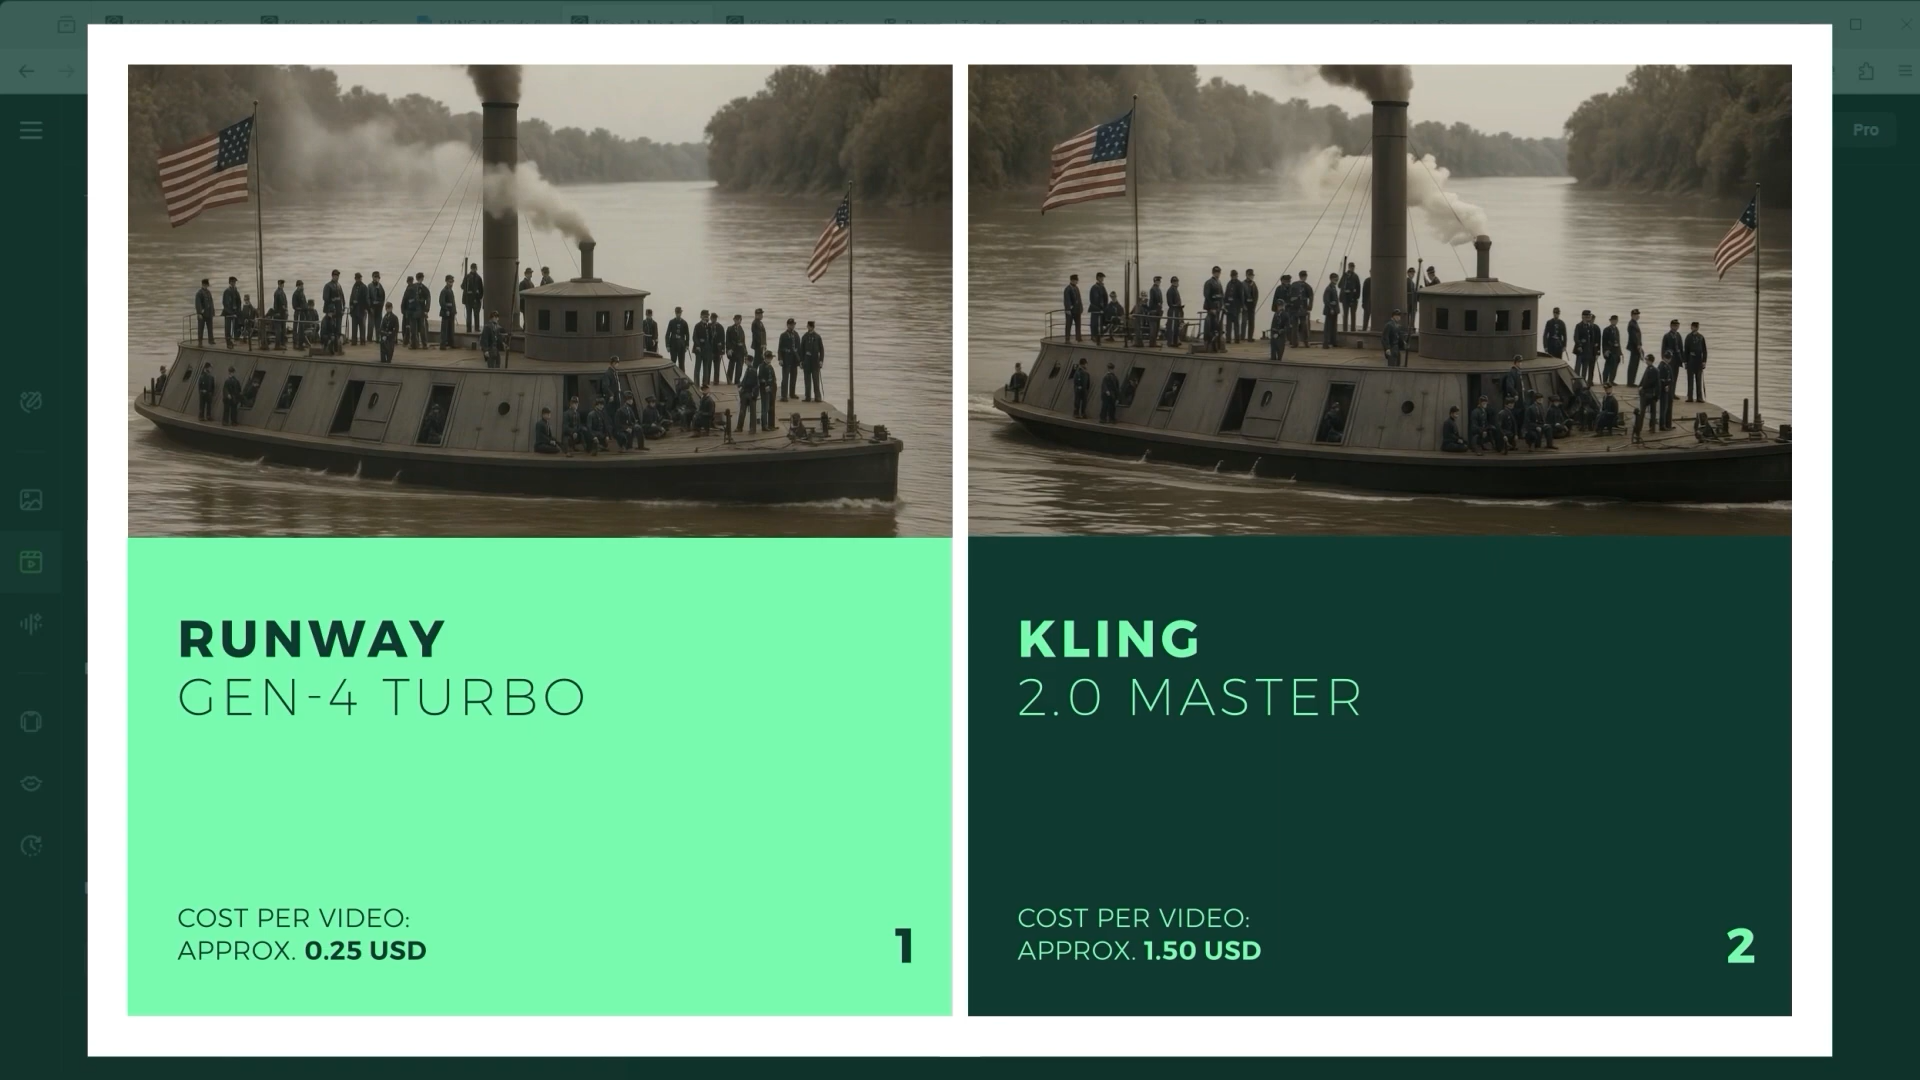 Pro
RUNWAY
GEN-4 TURBO
COST PER VIDEO:
APPROX. 0.25 USD
1
KLING
2.0 MASTER
COST PER VIDEO:
APPROX. 1.50 USD
2